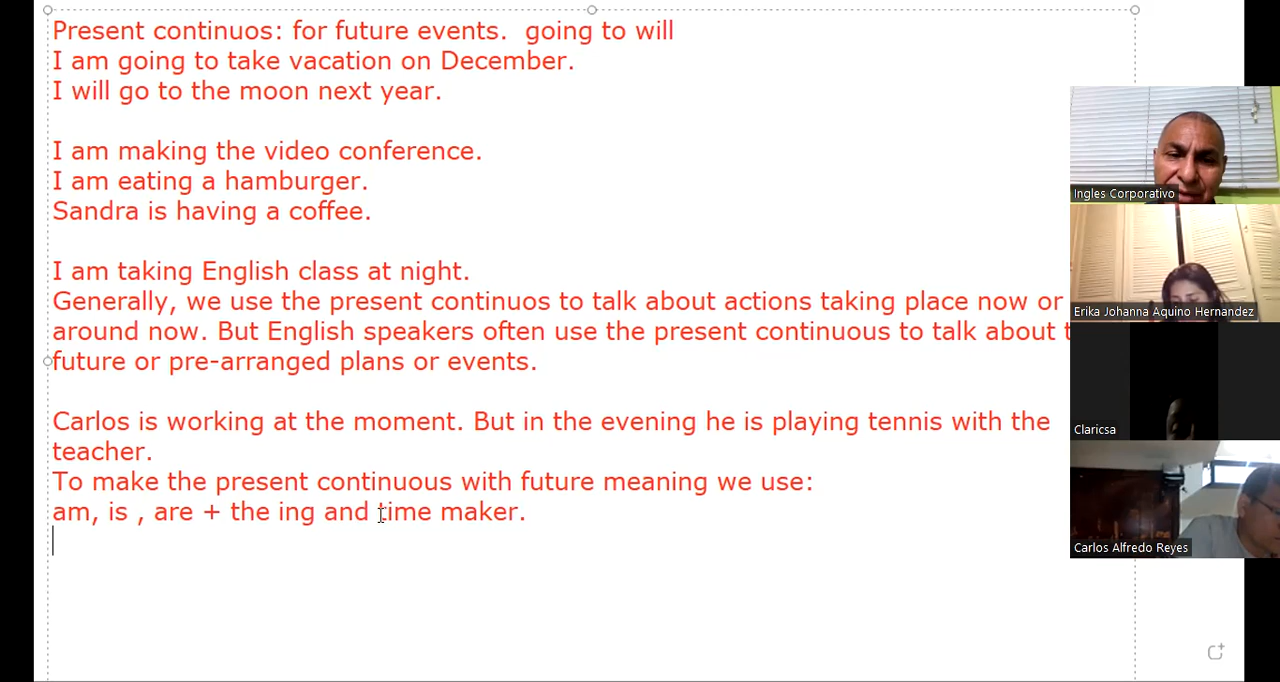 Present continuos: for future events.  going to will
I am going to take vacation on December.
I will go to the moon next year.
I am making the video conference.
I am eating a hamburger.
Sandra is having a coffee.
I am taking English class at night.
Generally, we use the present continuos to talk about actions taking place now or
around now. But English speakers often use the present continuous to talk about
future or pre-arranged plans or events.
Carlos is working at the moment. But in the evening he is playing tennis with the
teacher.
To make the present continuous with future meaning we use:
am, is , are + the ing and time maker.
Ingles Corporativo
Erika Johanna Aquino Hernandez
Claricsa
Carlos Alfredo Reyes